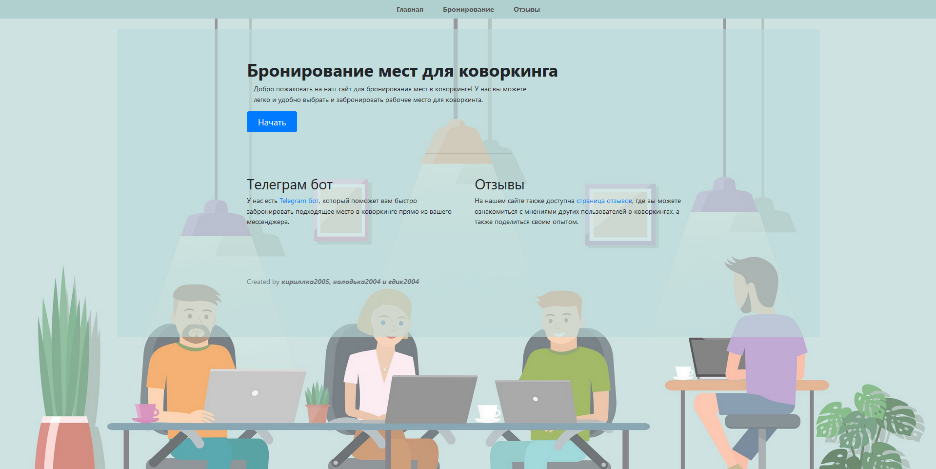 Главная Бронирование Отзывы
Бронирование мест для коворкинга
Добро пожаловать на наш сайт для бронирования мест в коворкинге! У нас вы можете
легко и удобно выбрать и забронировать рабочее место для коворкинга.
Начать
Телеграм бот
У нас есть Telegram бот, который поможет вам быстро
забронировать подходящее место в коворкинге прямо из вашего
мессенджера.
Отзывы
На нашем сайте также доступна страница отзывов, где вы можете
ознакомиться с мнениями других пользователей о коворкингах, а
также поделиться своим опытом.
Created by кириллка2005, колодька2004 и едик2004